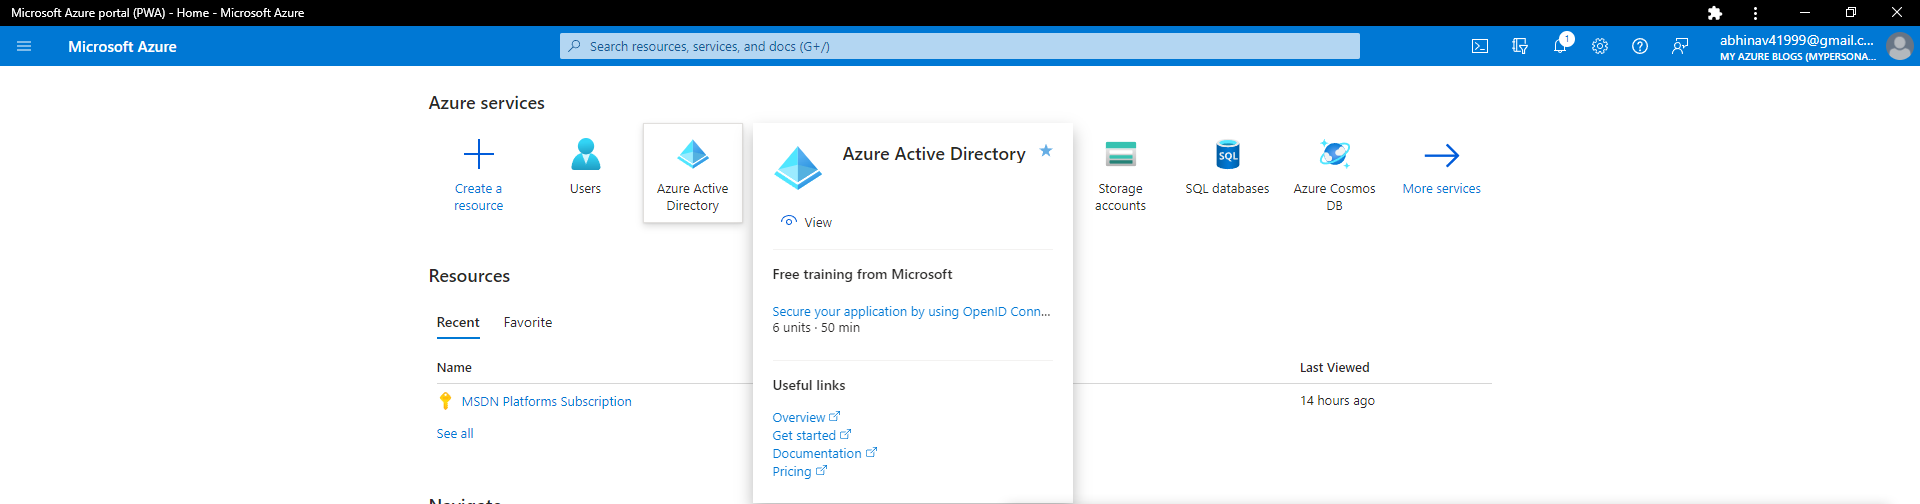 Microsoft Azure portal (PWA) - Home - Microsoft Azure
Microsoft Azure
Search resources, services, and docs (G+/)
1
abhinav41999@gmail.c...
MY AZURE BLOGS (MYPERSONA...
Azure services
Create a
resource
Users
Azure Active
Directory
Azure Active Directory
View
Free training from Microsoft
Secure your application by using OpenID Conn...
6 units · 50 min
Useful links
Overview
Get started
Documentation
Pricing
Storage
accounts
SQL
SQL databases
Azure Cosmos
DB
More services
Resources
Recent
Favorite
Name
Last Viewed
MSDN Platforms Subscription
14 hours ago
See all
Navigate